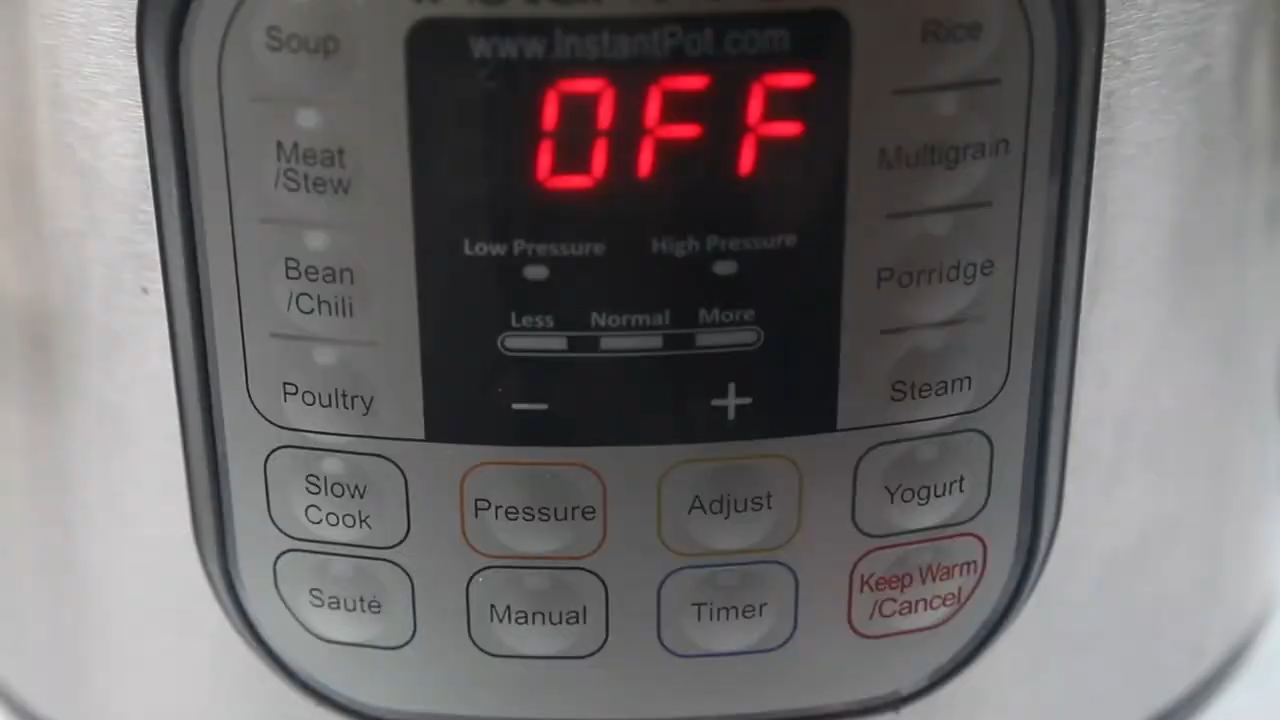 www.InstantPot.com
OFF
Low Pressure
High Pressure
Less
Normal
More
−
+
Soup
Meat
/Stew
Bean
/Chili
Poultry
Rice
Multigrain
Porridge
Steam
Slow
Cook
Pressure
Adjust
Yogurt
Sauté
Manual
Timer
Keep Warm
/Cancel